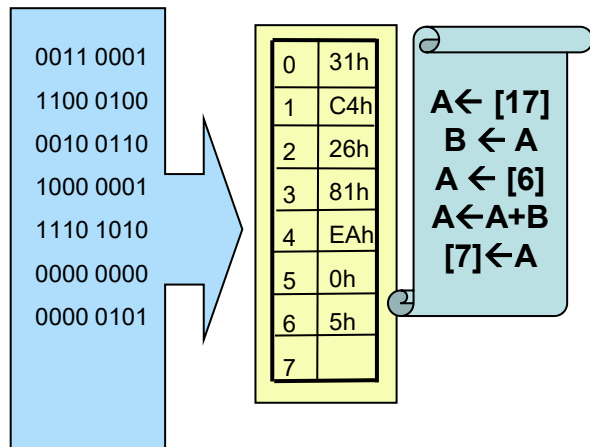 0011 0001
1100 0100
0010 0110
1000 0001
1110 1010
0000 0000
0000 0101
0 31h
1 C4h
2 26h
3 81h
4 EAh
5 0h
6 5h
7
A← [17]
B ← A
A ← [6]
A←A+B
[7]←A